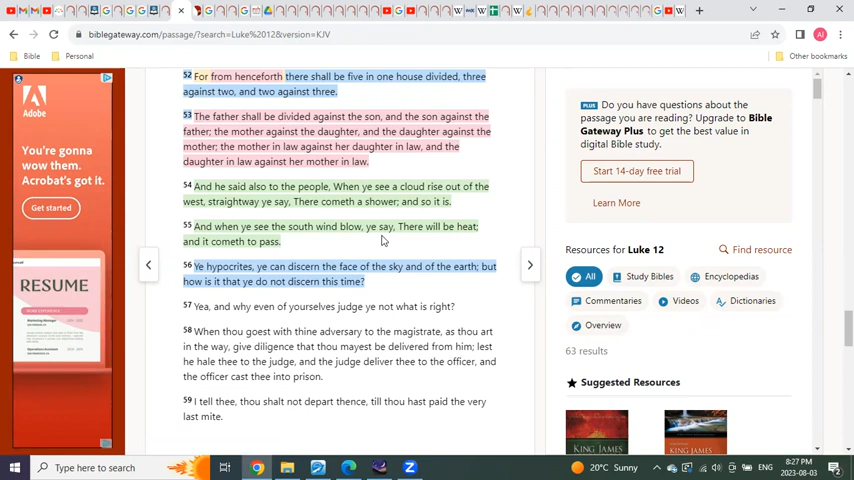 biblegateway.com/passage/?search=Luke%2012&version=KJV
AI
Bible
Personal
Other bookmarks
52 For from henceforth there shall be five in one house divided, three
against two, and two against three.
53 The father shall be divided against the son, and the son against the
father; the mother against the daughter, and the daughter against the
mother; the mother in law against her daughter in law, and the
daughter in law against her mother in law.
54 And he said also to the people, When ye see a cloud rise out of the
west, straightway ye say, There cometh a shower; and so it is.
55 And when ye see the south wind blow, ye say, There will be heat;
and it cometh to pass.
56 Ye hypocrites, ye can discern the face of the sky and of the earth; but
how is it that ye do not discern this time?
57 Yea, and why even of yourselves judge ye not what is right?
58 When thou goest with thine adversary to the magistrate, as thou art
in the way, give diligence that thou mayest be delivered from him; lest
he hale thee to the judge, and the judge deliver thee to the officer, and
the officer cast thee into prison.
59 I tell thee, thou shalt not depart thence, till thou hast paid the very
last mite.
Adobe
You're gonna
wow them.
Acrobat's got it.
Get started
RESUME
PLUS Do you have questions about the
passage you are reading? Upgrade to Bible
Gateway Plus to get the best value in
digital Bible study.
Start 14-day free trial
Learn More
Resources for Luke 12
Find resource
All
Study Bibles
Encyclopedias
Commentaries
Videos
Dictionaries
Overview
63 results
Suggested Resources
KING JAMES
KING JAMES
Type here to search
20°C Sunny
ENG
8:27 PM
2023-08-03
2